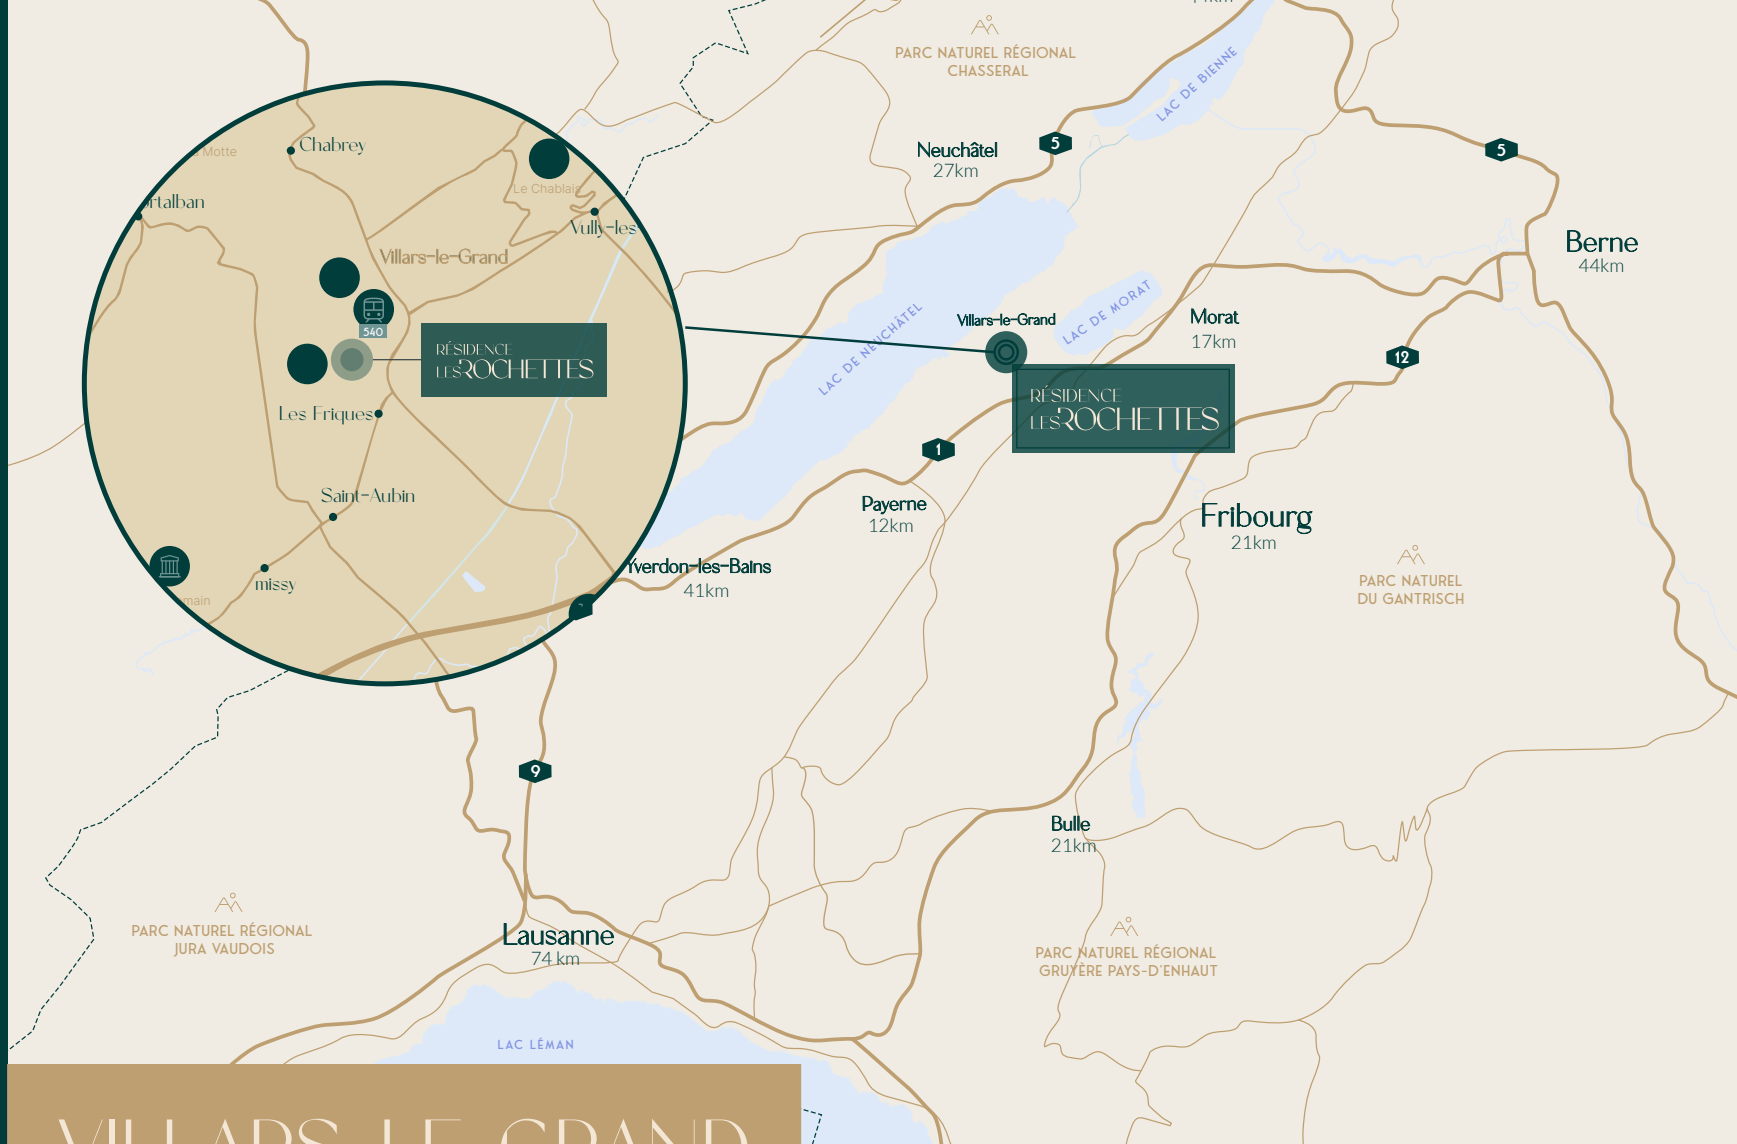 PARC NATUREL RÉGIONAL
CHASSERAL
LAC DE BIENNE
5
5
Neuchâtel
27km
Chabrey
Motte
Le Chablais
Vully-les
Villars-le-Grand
540
RÉSIDENCE
LES ROCHETTES
Les Friques
Saint-Aubin
missy
Berne
44km
LAC DE NEUCHÂTEL
LAC DE MORAT
Villars-le-Grand
Morat
17km
12
RÉSIDENCE
LES ROCHETTES
1
Payerne
12km
Fribourg
21km
Yverdon-les-Bains
41km
PARC NATUREL
DU GANTRISCH
9
Bulle
21km
PARC NATUREL RÉGIONAL
JURA VAUDOIS
Lausanne
74 km
PARC NATUREL RÉGIONAL
GRUYÈRE PAYS-D'ENHAUT
LAC LÉMAN
VILLARS-LE-GRAND